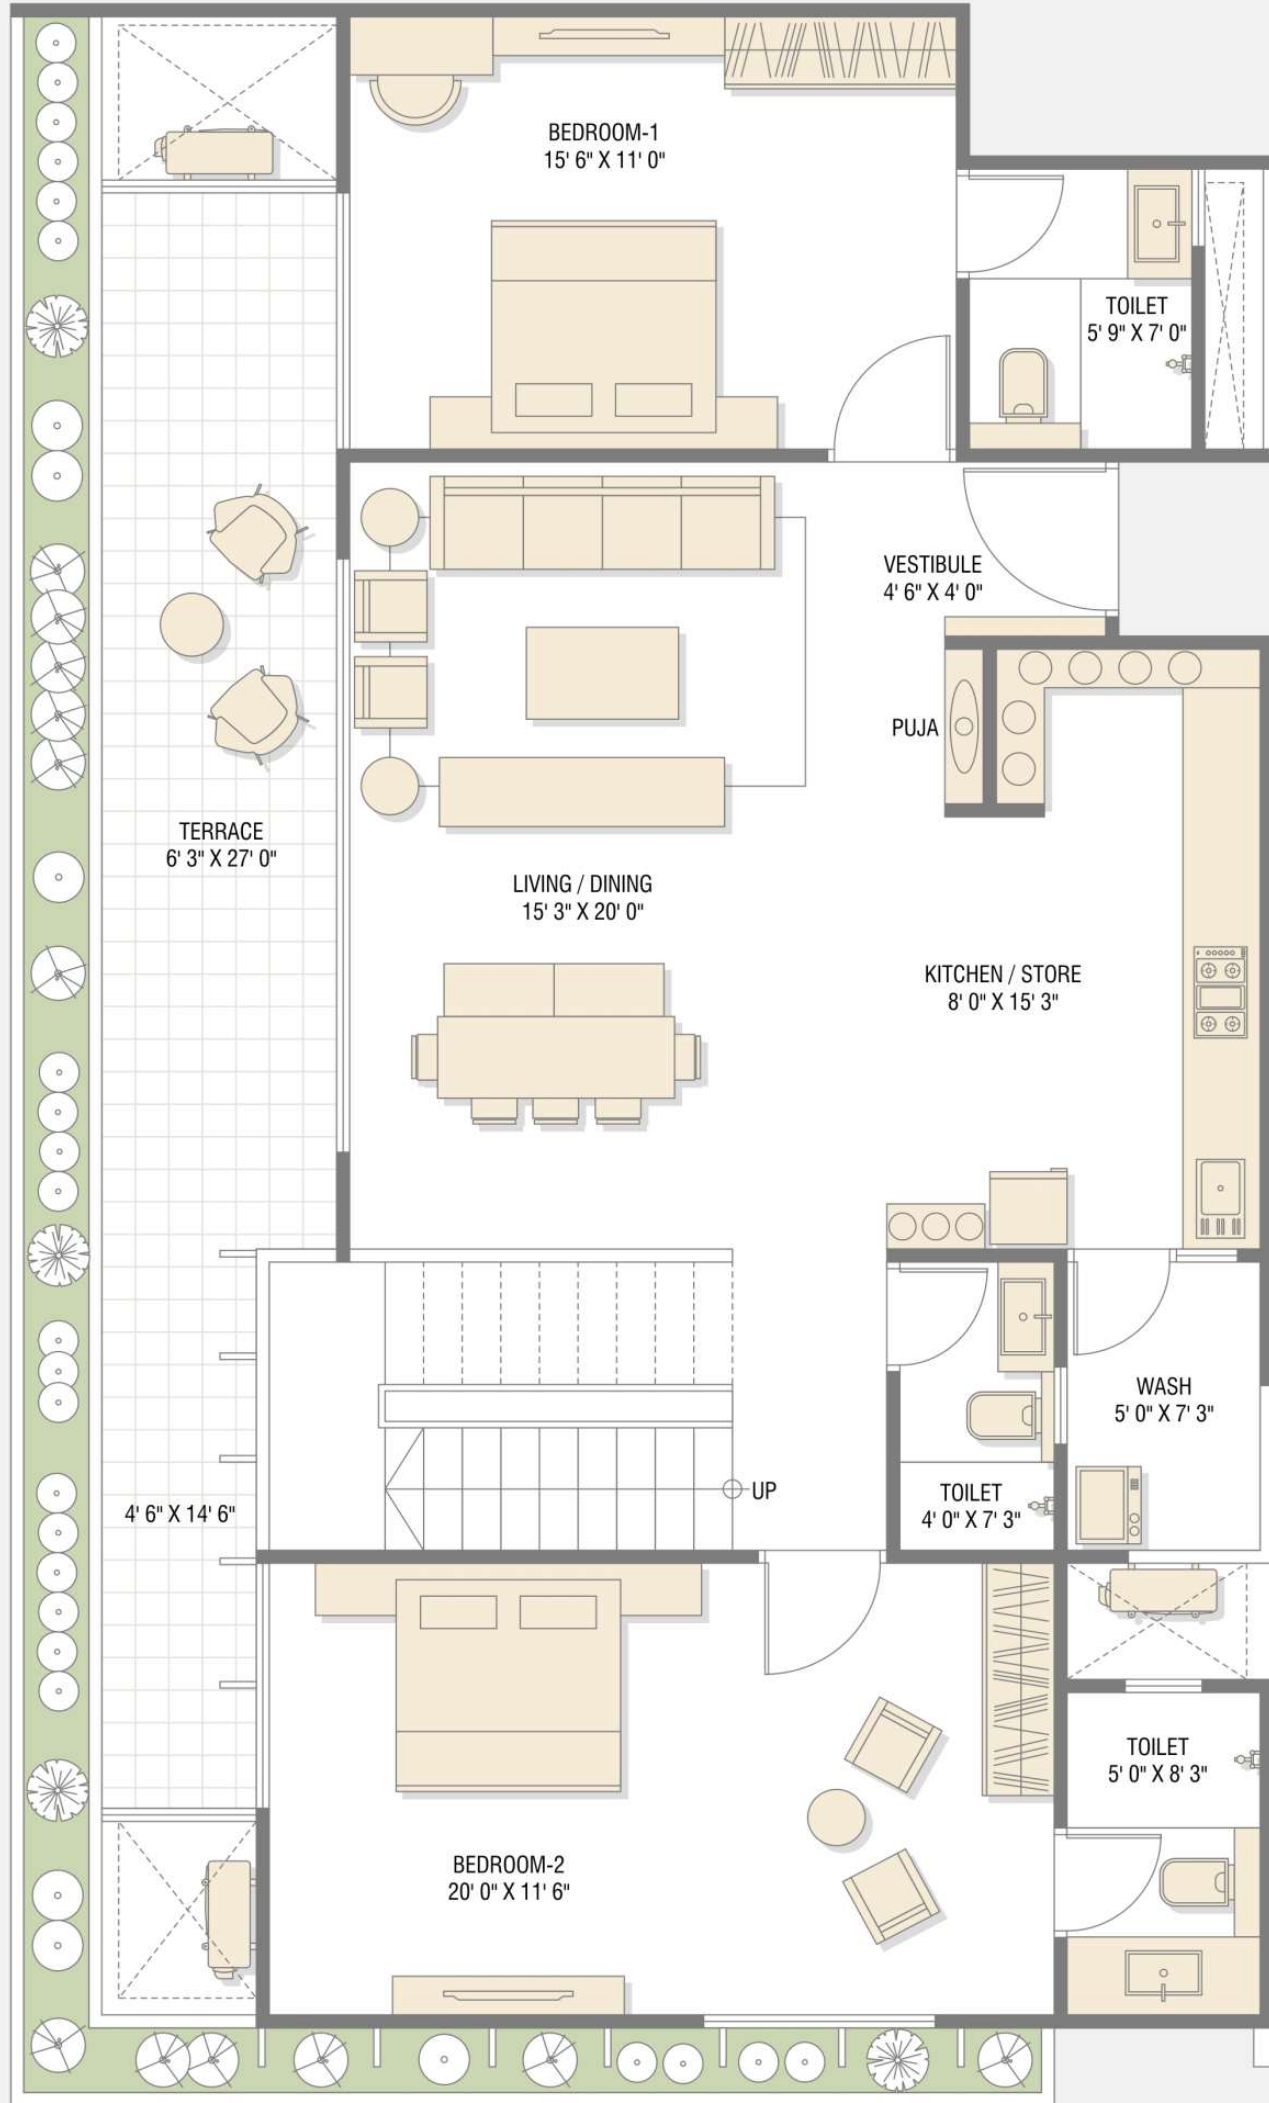 BEDROOM-1
15' 6" X 11' 0"
TOILET
5' 9" X 7' 0"
VESTIBULE
4' 6" X 4' 0"
PUJA
TERRACE
6' 3" X 27' 0"
LIVING / DINING
15' 3" X 20' 0"
KITCHEN / STORE
8' 0" X 15' 3"
WASH
5' 0" X 7' 3"
UP
TOILET
4' 0" X 7' 3"
4' 6" X 14' 6"
TOILET
5' 0" X 8' 3"
BEDROOM-2
20' 0" X 11' 6"